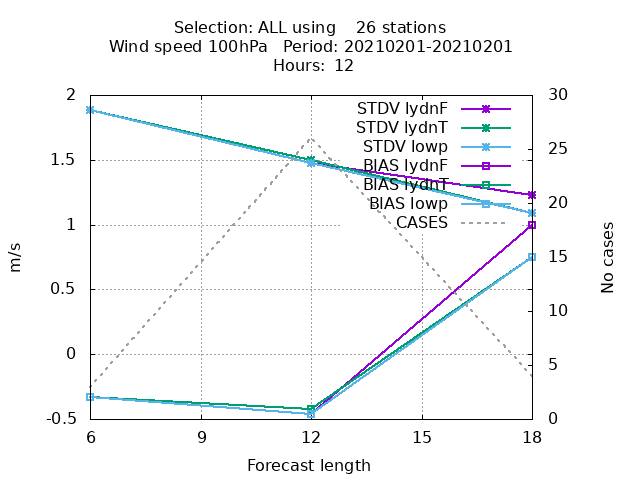 Selection: ALL using    26 stations
Wind speed 100hPa   Period: 20210201-20210201
Hours:  12
2
1.5
1
0.5
0
-0.5
30
25
20
15
10
5
0
STDV lydnF
STDV lydnT
STDV lowp
BIAS lydnF
BIAS lydnT
BIAS lowp
CASES
m/s
No cases
6
9
12
15
18
Forecast length